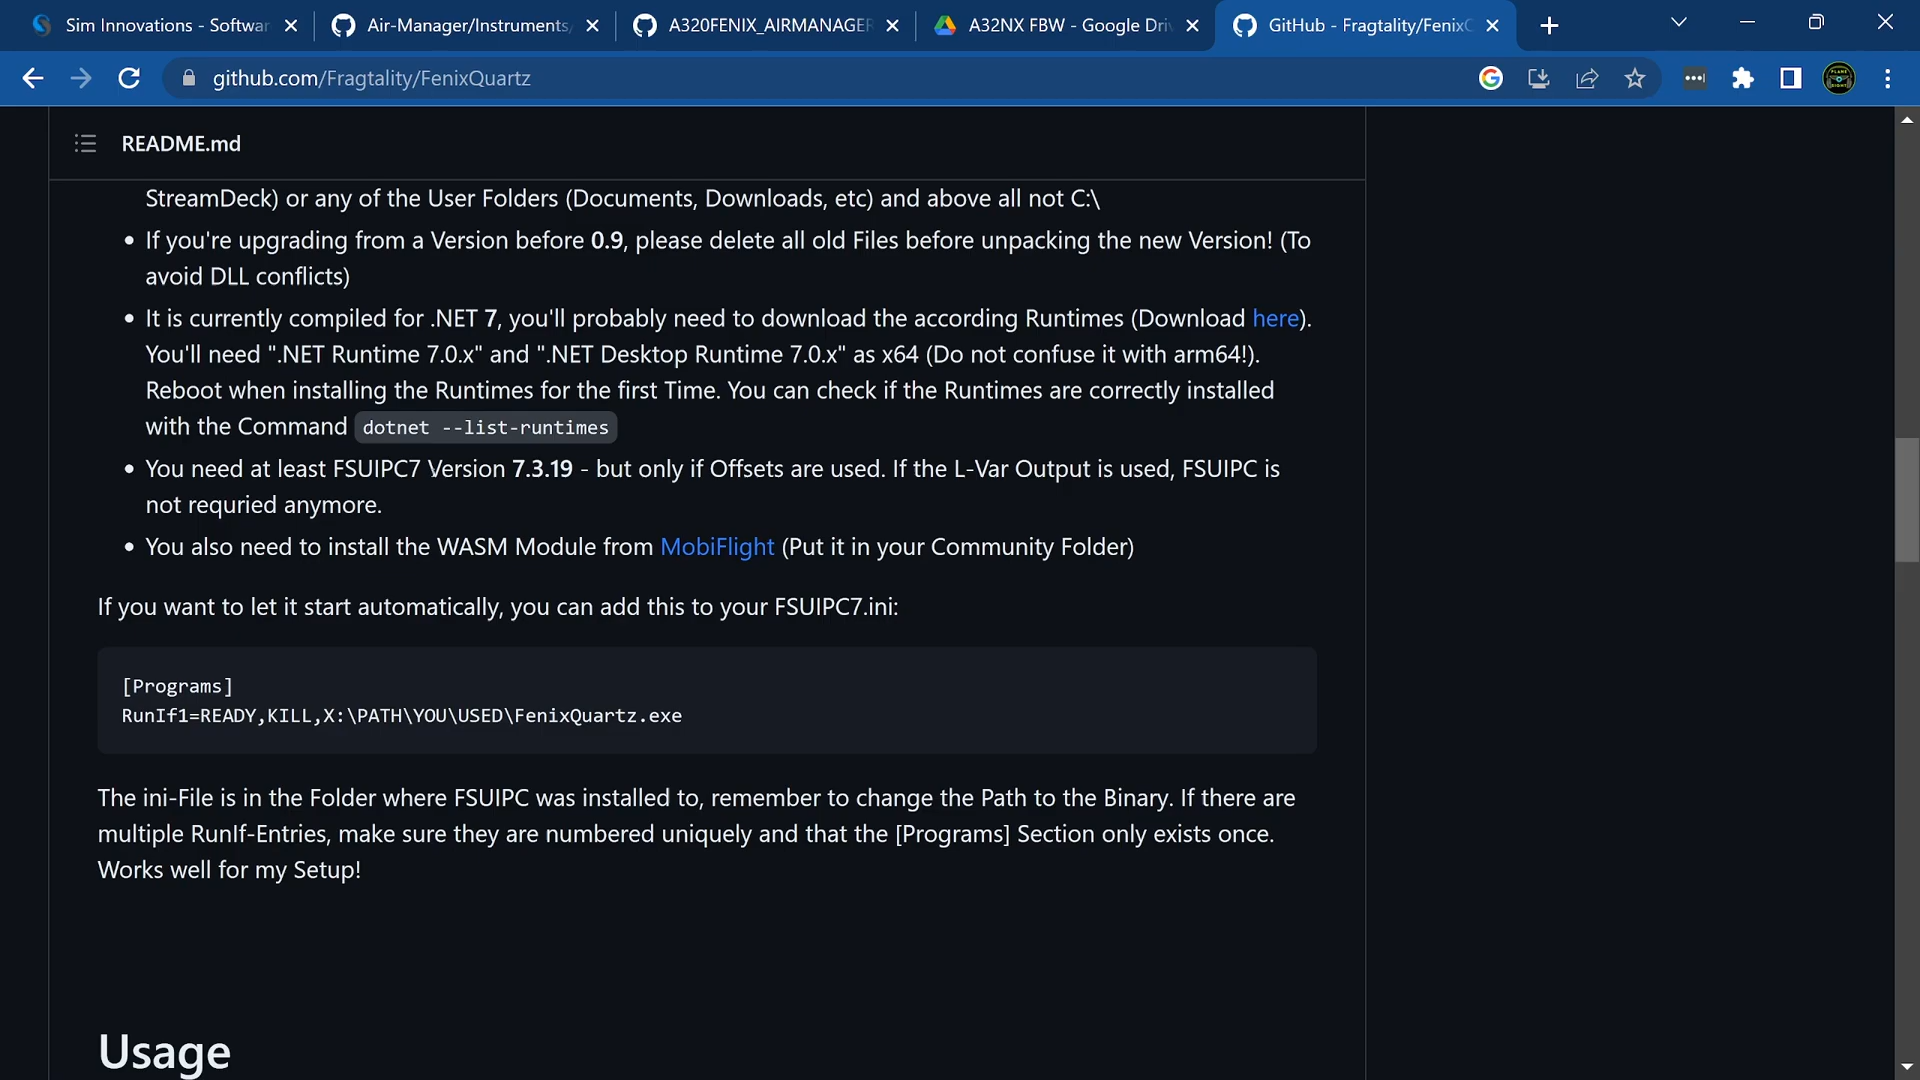 Sim Innovations - Softwar
Air-Manager/Instruments/
A320FENIX_AIRMANAGER
A32NX FBW - Google Dri
GitHub - Fragtality/FenixQ
github.com/Fragtality/FenixQuartz
README.md
StreamDeck) or any of the User Folders (Documents, Downloads, etc) and above all not C:\
• If you're upgrading from a Version before 0.9, please delete all old Files before unpacking the new Version! (To
avoid DLL conflicts)
• It is currently compiled for .NET 7, you'll probably need to download the according Runtimes (Download here).
You'll need ".NET Runtime 7.0.x" and ".NET Desktop Runtime 7.0.x" as x64 (Do not confuse it with arm64!).
Reboot when installing the Runtimes for the first Time. You can check if the Runtimes are correctly installed
with the Command dotnet --list-runtimes
• You need at least FSUIPC7 Version 7.3.19 - but only if Offsets are used. If the L-Var Output is used, FSUIPC is
not requried anymore.
• You also need to install the WASM Module from MobiFlight (Put it in your Community Folder)
If you want to let it start automatically, you can add this to your FSUIPC7.ini:
[Programs]
RunIf1=READY,KILL,X:\PATH\YOU\USED\FenixQuartz.exe
The ini-File is in the Folder where FSUIPC was installed to, remember to change the Path to the Binary. If there are
multiple RunIf-Entries, make sure they are numbered uniquely and that the [Programs] Section only exists once.
Works well for my Setup!
Usage